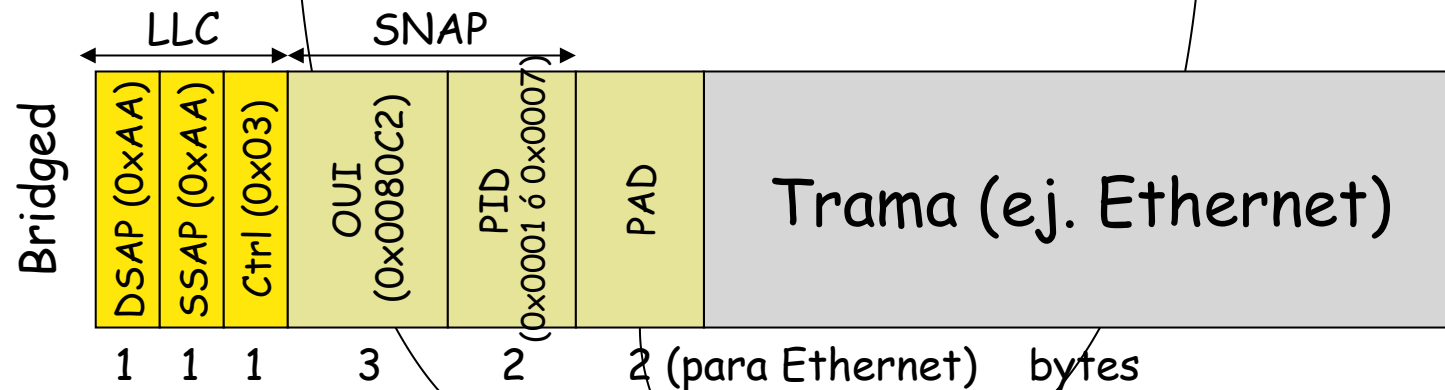 LLC
SNAP
Bridged
DSAP (0xAA)
SSAP (0xAA)
Ctrl (0x03)
OUI
(0x0080C2)
PID
(0x0001 ó 0x0007)
PAD
Trama (ej. Ethernet)
1 1 1 3 2 2 (para Ethernet) bytes